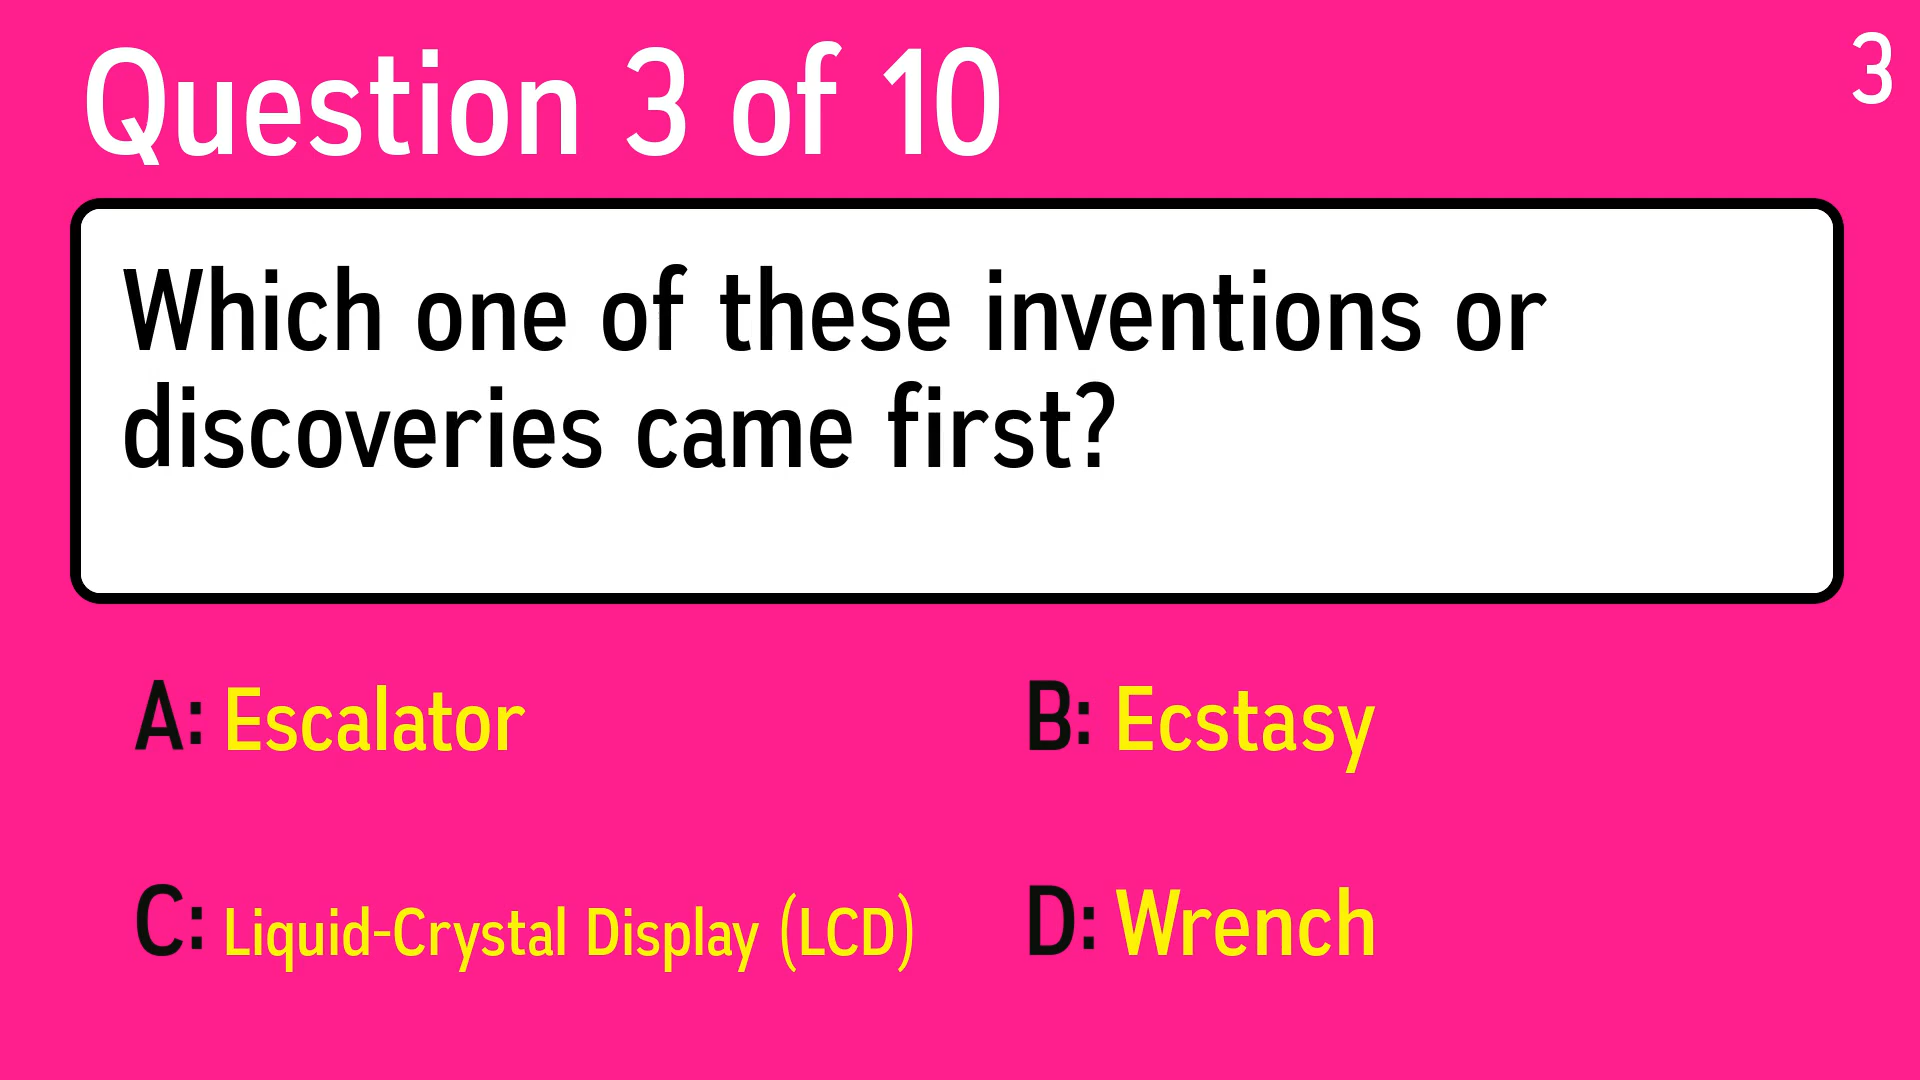 Question 3 of 10
3
Which one of these inventions or
discoveries came first?
A: Escalator
B: Ecstasy
C: Liquid-Crystal Display (LCD)
D: Wrench